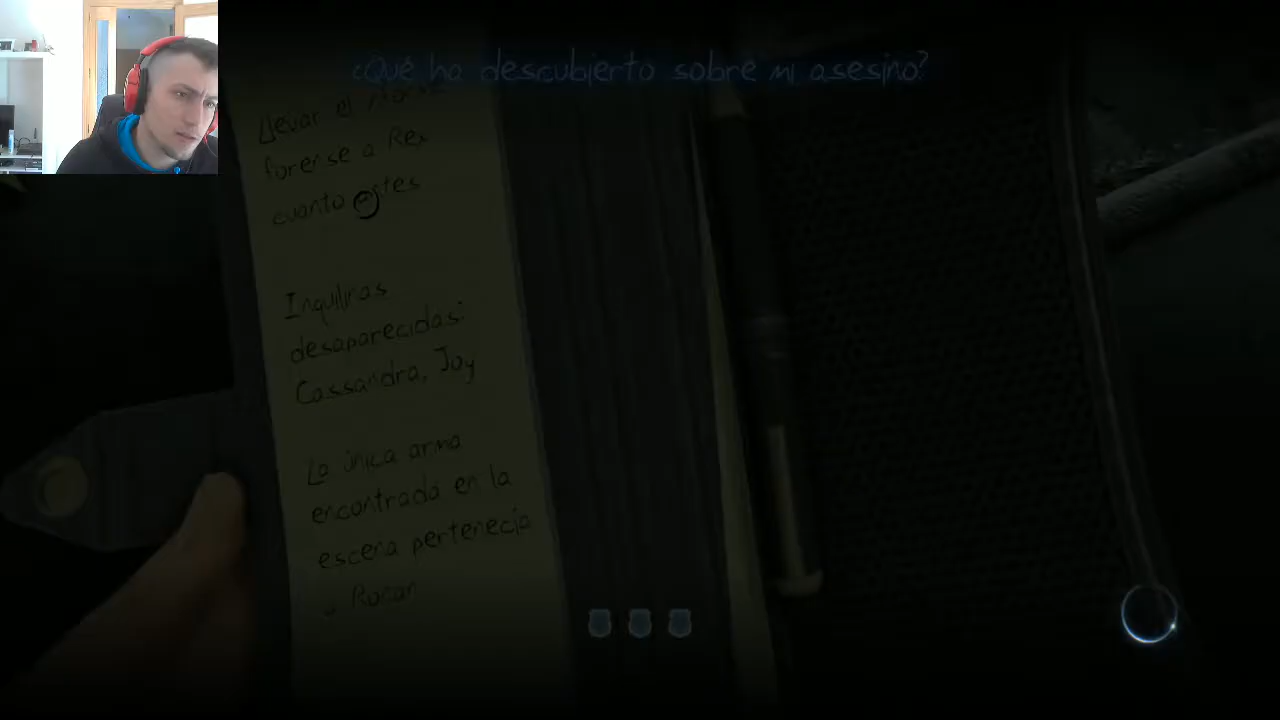 ¿Qué ha descubierto sobre mi asesino?
Llevar el
forense a Rex
cuanto antes
Inquilinas
desaparecidas:
Cassandra, Joy
La única arma
encontrada en la
escena pertenecía
a Ronan